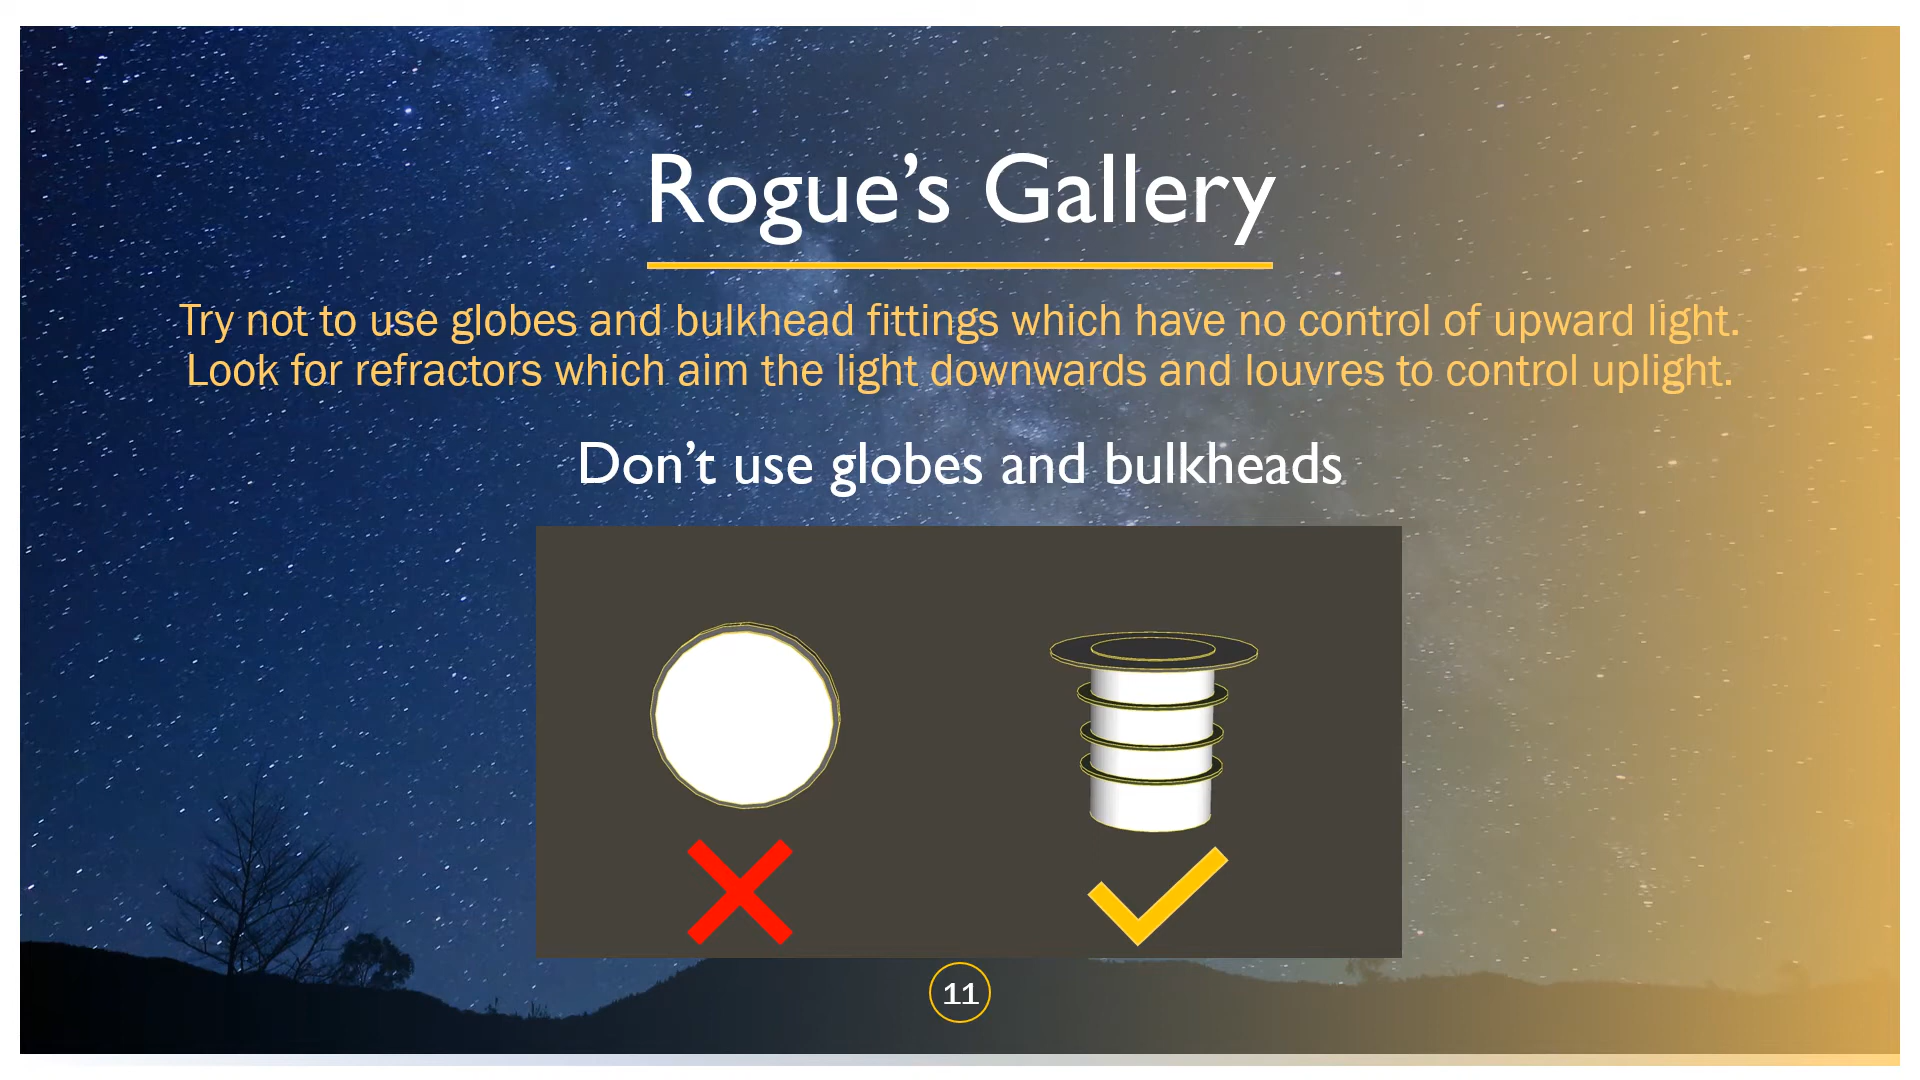 Rogue’s Gallery
Try not to use globes and bulkhead fittings which have no control of upward light.
Look for refractors which aim the light downwards and louvres to control uplight.
Don’t use globes and bulkheads
11